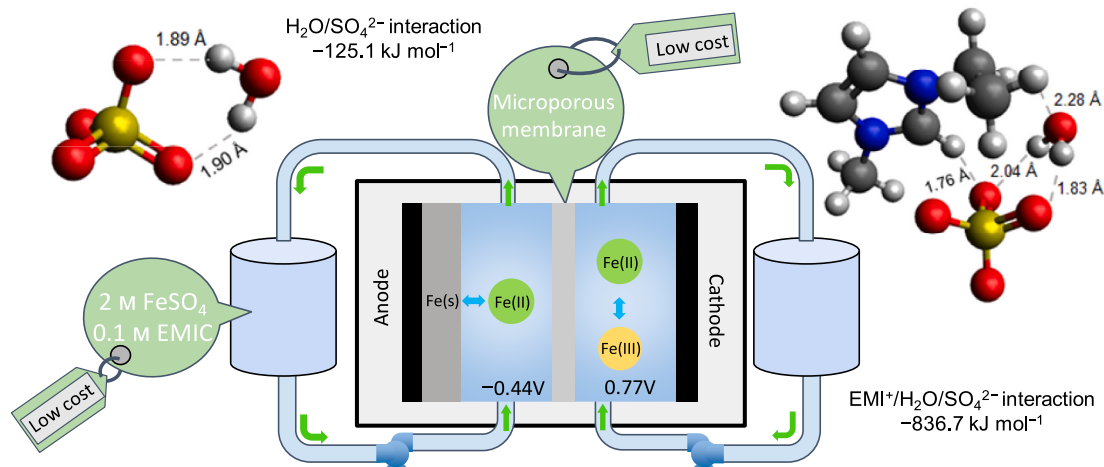 H₂O/SO₄²⁻ interaction
−125.1 kJ mol⁻¹
1.89 Å
1.90 Å
Low cost
Microporous
membrane
2.28 Å
1.76 Å
2.04 Å
1.83 Å
Anode
Fe(s)
Fe(II)
−0.44V
Fe(II)
Fe(III)
0.77V
Cathode
2 M FeSO₄
0.1 M EMIC
Low cost
EMI⁺/H₂O/SO₄²⁻ interaction
−836.7 kJ mol⁻¹